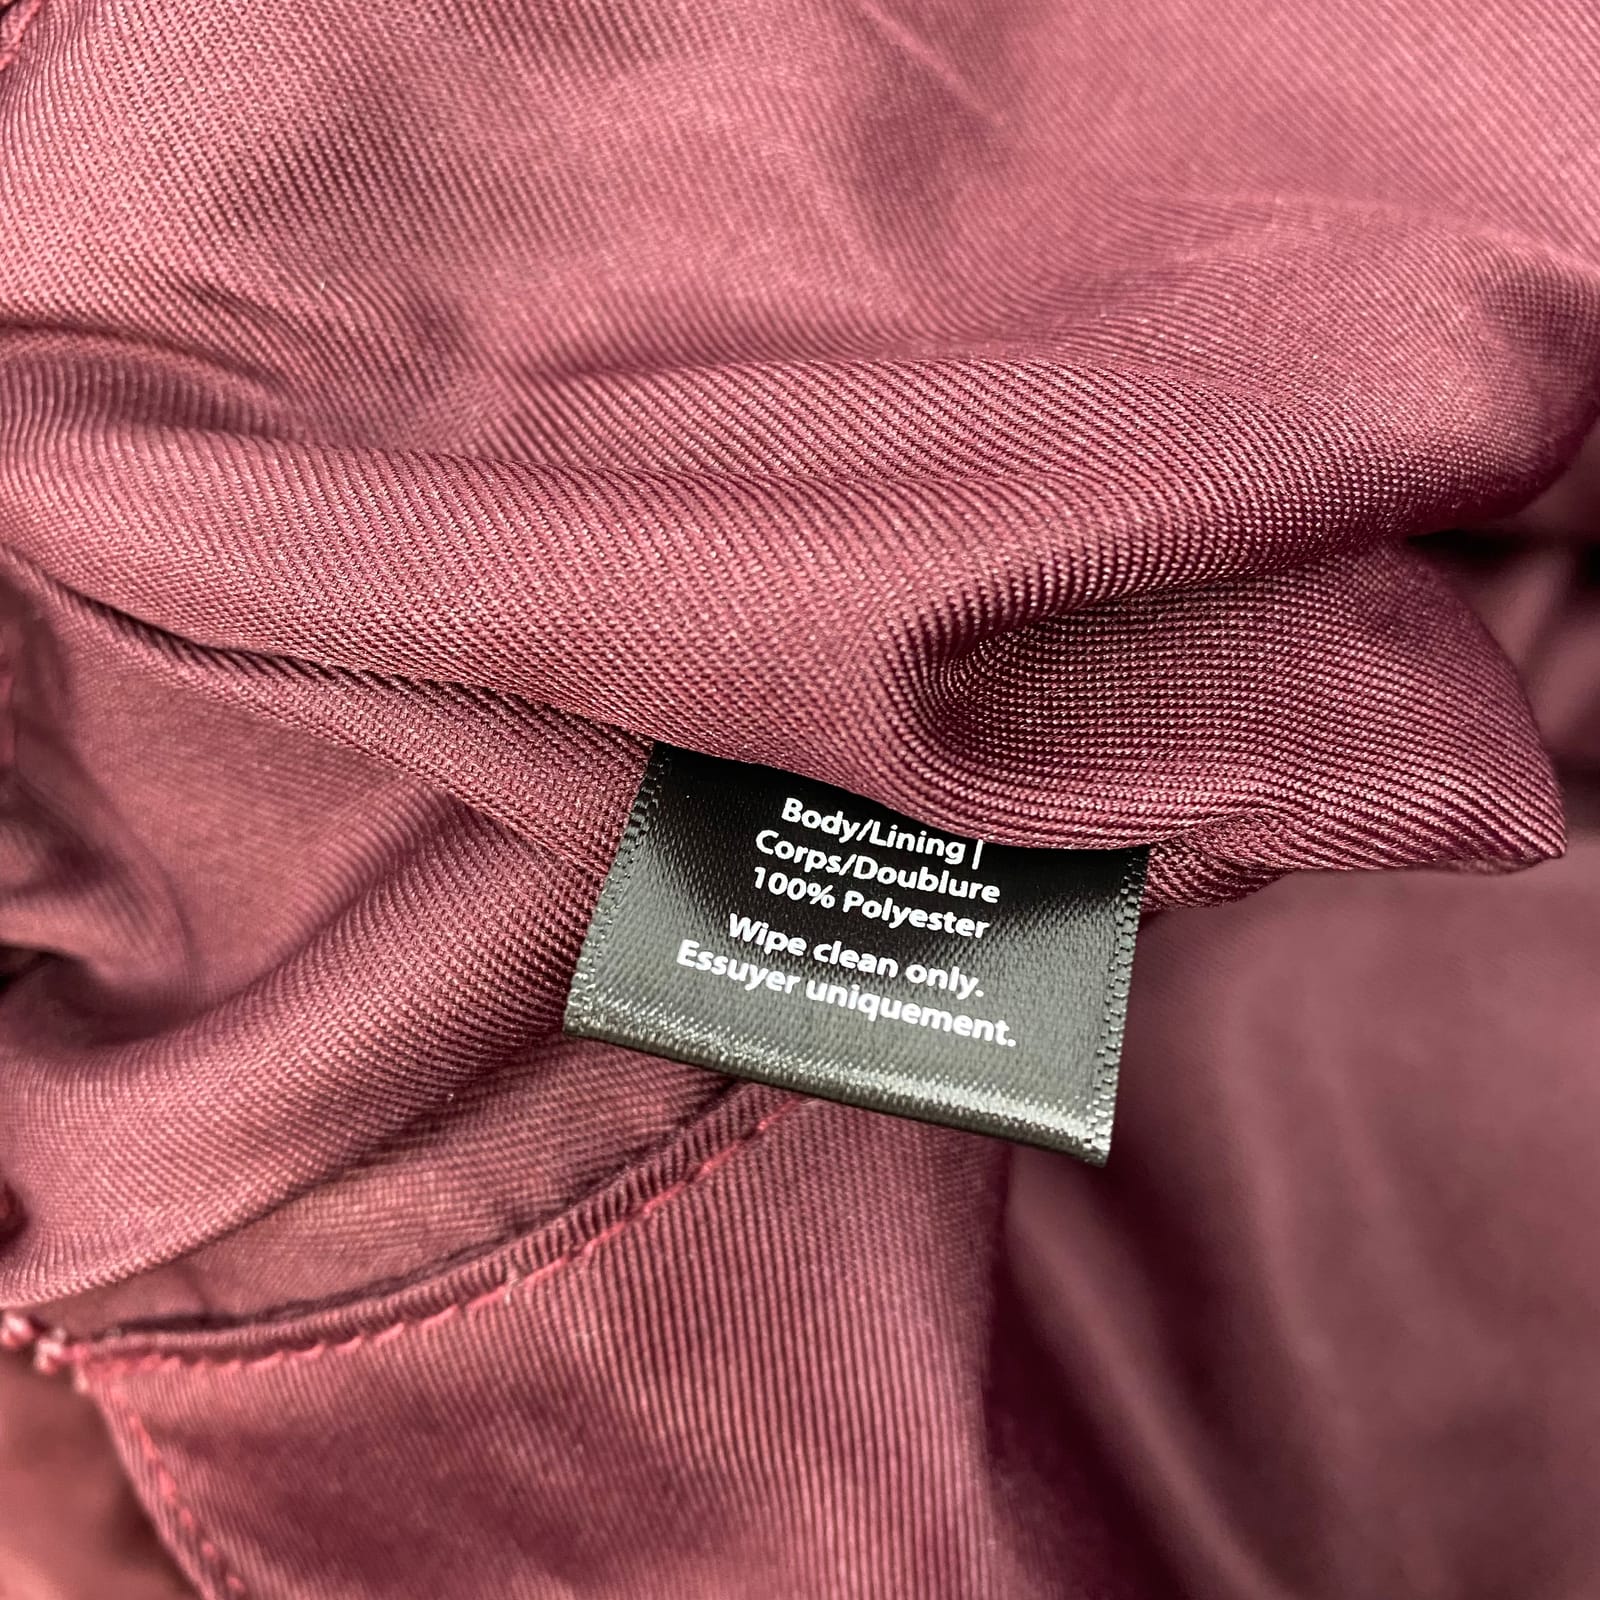 Body/Lining |
Corps/Doublure
100% Polyester
Wipe clean only.
Essuyer uniquement.